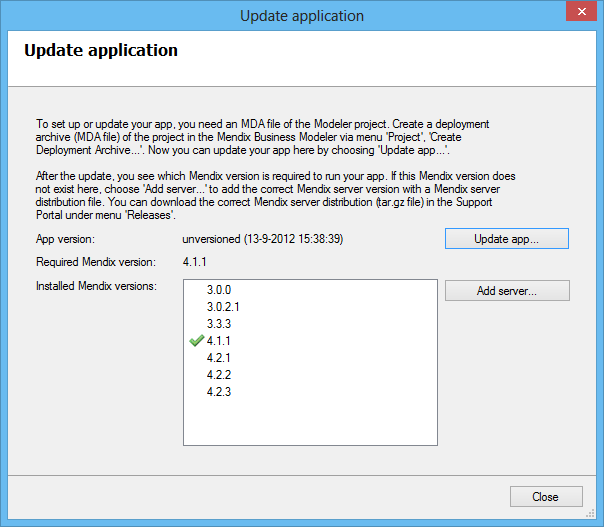 Update application
Update application
To set up or update your app, you need an MDA file of the Modeler project. Create a deployment
archive (MDA file) of the project in the Mendix Business Modeler via menu 'Project', 'Create
Deployment Archive...'. Now you can update your app here by choosing 'Update app...'.
After the update, you see which Mendix version is required to run your app. If this Mendix version does
not exist here, choose 'Add server...' to add the correct Mendix server version with a Mendix server
distribution file. You can download the correct Mendix server distribution (tar.gz file) in the Support
Portal under menu 'Releases'.
App version: unversioned (13-9-2012 15:38:39) Update app...
Required Mendix version: 4.1.1
Installed Mendix versions: Add server...
3.0.0
3.0.2.1
3.3.3
4.1.1
4.2.1
4.2.2
4.2.3
Close